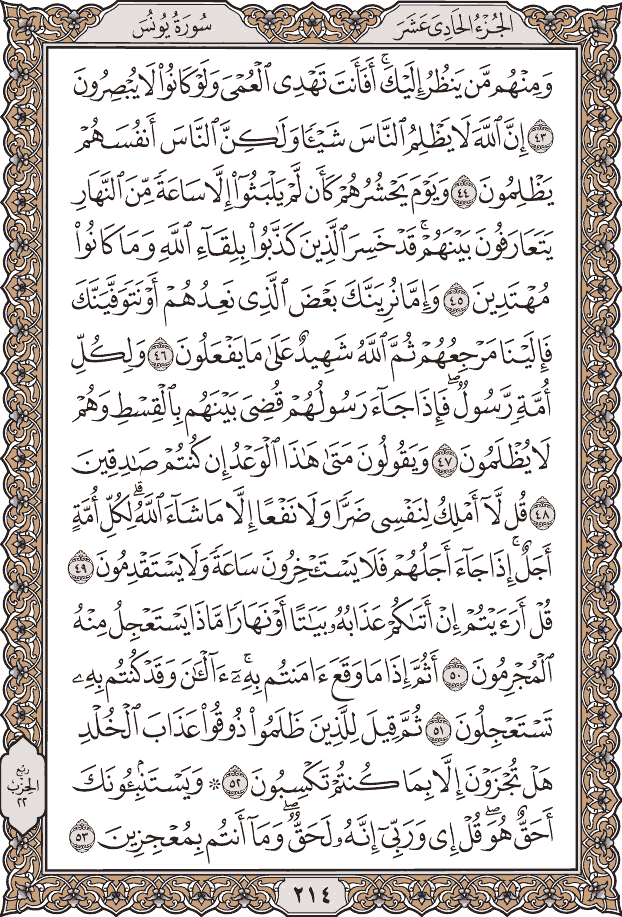 سُورَةُ يُونُسَ
الجُزْءُ الحَادِي عَشَرَ
وَمِنْهُم مَّن يَنظُرُ إِلَيْكَ ۚ أَفَأَنتَ تَهْدِى ٱلْعُمْىَ وَلَوْ كَانُوا۟ لَا يُبْصِرُونَ
٤٣ إِنَّ ٱللَّهَ لَا يَظْلِمُ ٱلنَّاسَ شَيْـًٔا وَلَٰكِنَّ ٱلنَّاسَ أَنفُسَهُمْ
يَظْلِمُونَ ٤٤ وَيَوْمَ يَحْشُرُهُمْ كَأَن لَّمْ يَلْبَثُوٓا۟ إِلَّا سَاعَةً مِّنَ ٱلنَّهَارِ
يَتَعَارَفُونَ بَيْنَهُمْ ۚ قَدْ خَسِرَ ٱلَّذِينَ كَذَّبُوا۟ بِلِقَآءِ ٱللَّهِ وَمَا كَانُوا۟
مُهْتَدِينَ ٤٥ وَإِمَّا نُرِيَنَّكَ بَعْضَ ٱلَّذِى نَعِدُهُمْ أَوْ نَتَوَفَّيَنَّكَ
فَإِلَيْنَا مَرْجِعُهُمْ ثُمَّ ٱللَّهُ شَهِيدٌ عَلَىٰ مَا يَفْعَلُونَ ٤٦ وَلِكُلِّ
أُمَّةٍ رَّسُولٌ ۖ فَإِذَا جَآءَ رَسُولُهُمْ قُضِىَ بَيْنَهُم بِٱلْقِسْطِ وَهُمْ
لَا يُظْلَمُونَ ٤٧ وَيَقُولُونَ مَتَىٰ هَٰذَا ٱلْوَعْدُ إِن كُنتُمْ صَٰدِقِينَ
٤٨ قُل لَّآ أَمْلِكُ لِنَفْسِى ضَرًّا وَلَا نَفْعًا إِلَّا مَا شَآءَ ٱللَّهُ ۗ لِكُلِّ أُمَّةٍ
أَجَلٌ ۚ إِذَا جَآءَ أَجَلُهُمْ فَلَا يَسْتَـْٔخِرُونَ سَاعَةً وَلَا يَسْتَقْدِمُونَ ٤٩
قُلْ أَرَءَيْتُمْ إِنْ أَتَىٰكُمْ عَذَابُهُۥ بَيَٰتًا أَوْ نَهَارًا مَّاذَا يَسْتَعْجِلُ مِنْهُ
ٱلْمُجْرِمُونَ ٥٠ أَثُمَّ إِذَا مَا وَقَعَ ءَامَنتُم بِهِۦٓ ۚ ءَآلْـَٰٔنَ وَقَدْ كُنتُم بِهِۦ
تَسْتَعْجِلُونَ ٥١ ثُمَّ قِيلَ لِلَّذِينَ ظَلَمُوا۟ ذُوقُوا۟ عَذَابَ ٱلْخُلْدِ
هَلْ تُجْزَوْنَ إِلَّا بِمَا كُنتُمْ تَكْسِبُونَ ٥٢ ۞ وَيَسْتَنۢبِـُٔونَكَ
أَحَقٌّ هُوَ ۖ قُلْ إِى وَرَبِّىٓ إِنَّهُۥ لَحَقٌّ ۖ وَمَآ أَنتُم بِمُعْجِزِينَ ٥٣
ربع
الحزب
٢٢
٢١٤